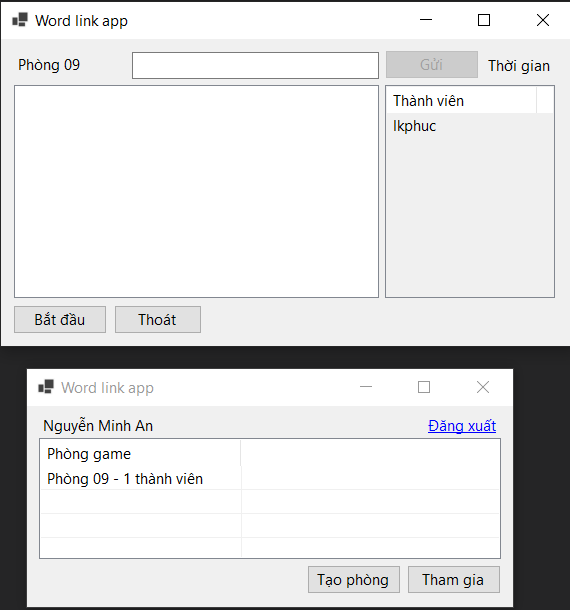 Word link app
Phòng 09 Gửi Thời gian
Thành viên
lkphuc
Bắt đầu Thoát
Word link app
Nguyễn Minh An Đăng xuất
Phòng game
Phòng 09 - 1 thành viên
Tạo phòng Tham gia